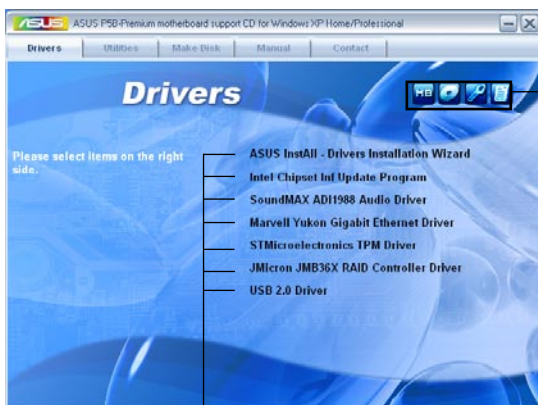 ASUS ASUS P5B-Premium motherboard support CD for Windows XP Home/Professional
Drivers Utilities Make Disk Manual Contact
Drivers
MB
Please select items on the right
side.
ASUS InstAll - Drivers Installation Wizard
Intel Chipset Inf Update Program
SoundMAX ADI1988 Audio Driver
Marvell Yukon Gigabit Ethernet Driver
STMicroelectronics TPM Driver
JMicron JMB36X RAID Controller Driver
USB 2.0 Driver